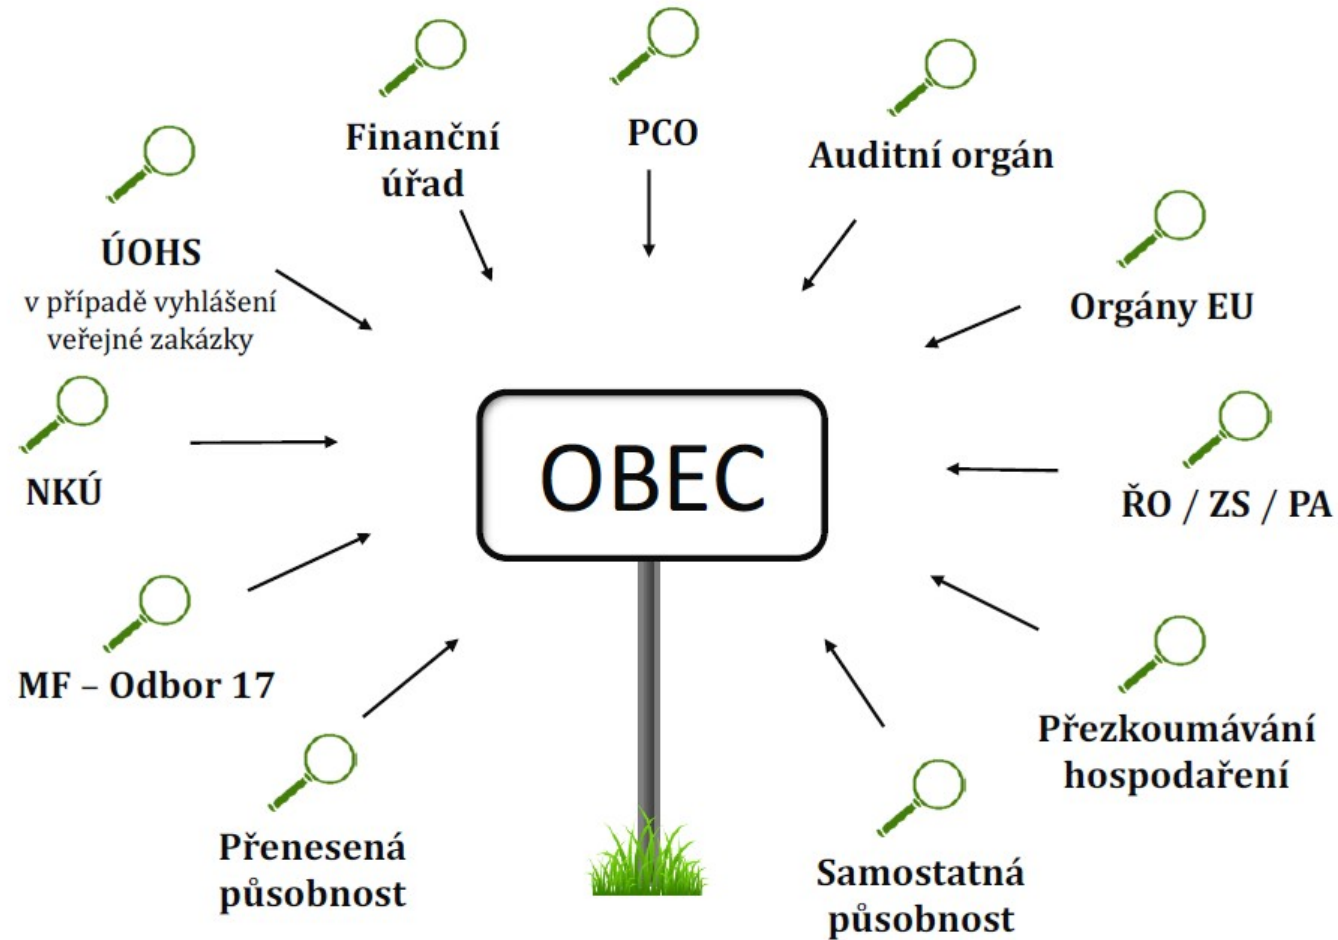 PCO
Finanční
úřad
Auditní orgán
ÚOHS
v případě vyhlášení
veřejné zakázky
Orgány EU
NKÚ
OBEC
ŘO / ZS / PA
MF – Odbor 17
Přezkoumávání
hospodaření
Přenesená
působnost
Samostatná
působnost